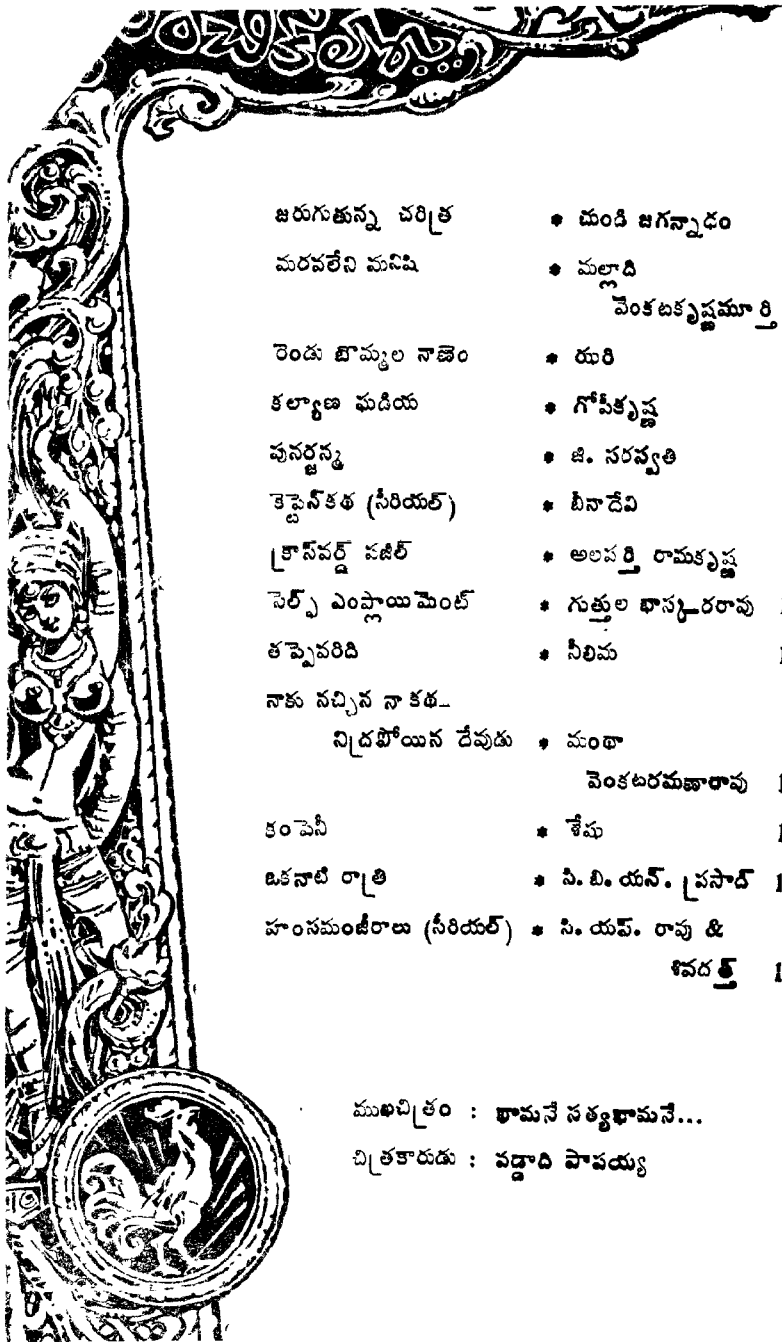 జరుగుతున్న చరిత్ర * చుండి జగన్నాధం
మరవలేని మనిషి * మల్లాది
వెంకటకృష్ణమూర్తి
రెండు బొమ్మల నాణెం * ఝరి
కల్యాణ ఘడియ * గోపీకృష్ణ
పునర్జన్మ * జి. సరస్వతి
కెప్టెన్ కథ (సీరియల్) * బీనాదేవి
క్రాస్‌వర్డ్ పజిల్ * అలపర్తి రామకృష్ణ
సెల్ఫ్ ఎంప్లాయిమెంట్ * గుత్తుల భాస్కరరావు
తప్పెవరిది * నీలిమ
నాకు నచ్చిన నా కథ–
నిద్రపోయిన దేవుడు * మంథా
వెంకటరమణారావు
కంపెనీ * శేషు
ఒకనాటి రాత్రి * సి. బి. యన్. ప్రసాద్
హంసమంజీరాలు (సీరియల్) * సి. యఫ్. రావు &
శివదత్త్
ముఖచిత్రం : భామనే సత్యభామనే...
చిత్రకారుడు : వడ్డాది పాపయ్య